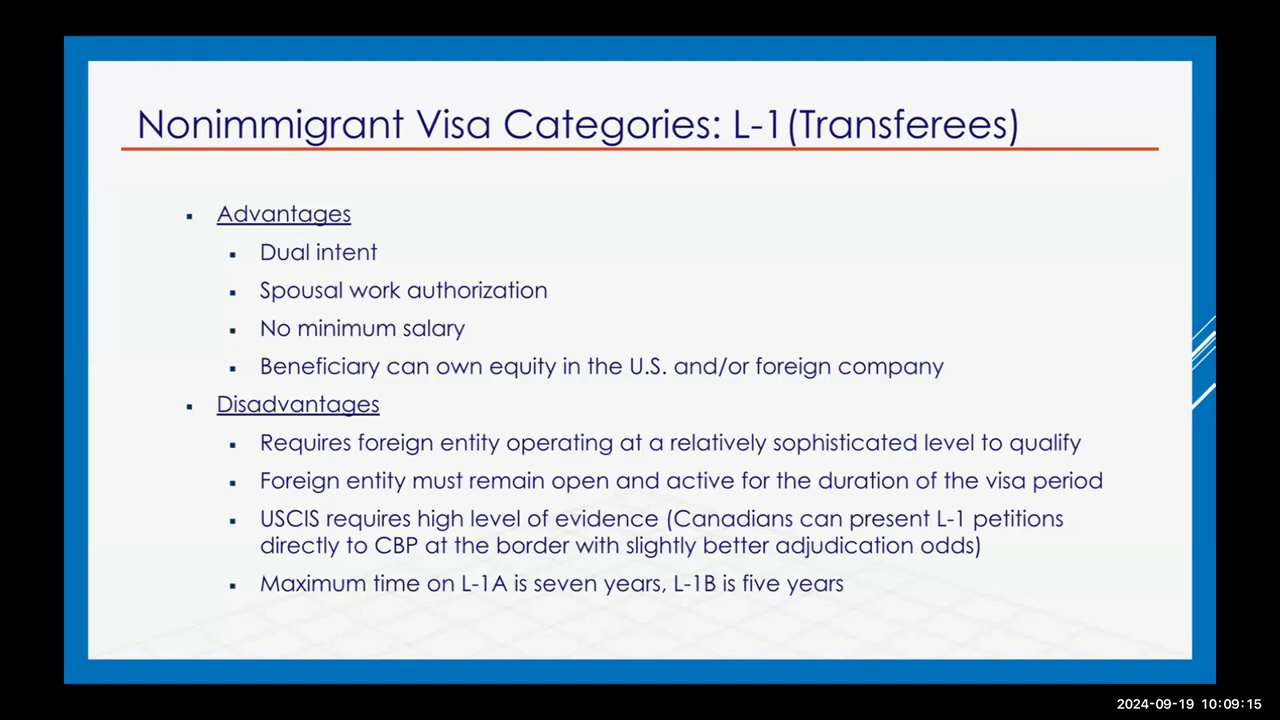 Nonimmigrant Visa Categories: L-1(Transferees)
Advantages
Dual intent
Spousal work authorization
No minimum salary
Beneficiary can own equity in the U.S. and/or foreign company
Disadvantages
Requires foreign entity operating at a relatively sophisticated level to qualify
Foreign entity must remain open and active for the duration of the visa period
USCIS requires high level of evidence (Canadians can present L-1 petitions
directly to CBP at the border with slightly better adjudication odds)
Maximum time on L-1A is seven years, L-1B is five years
2024-09-19 10:09:15